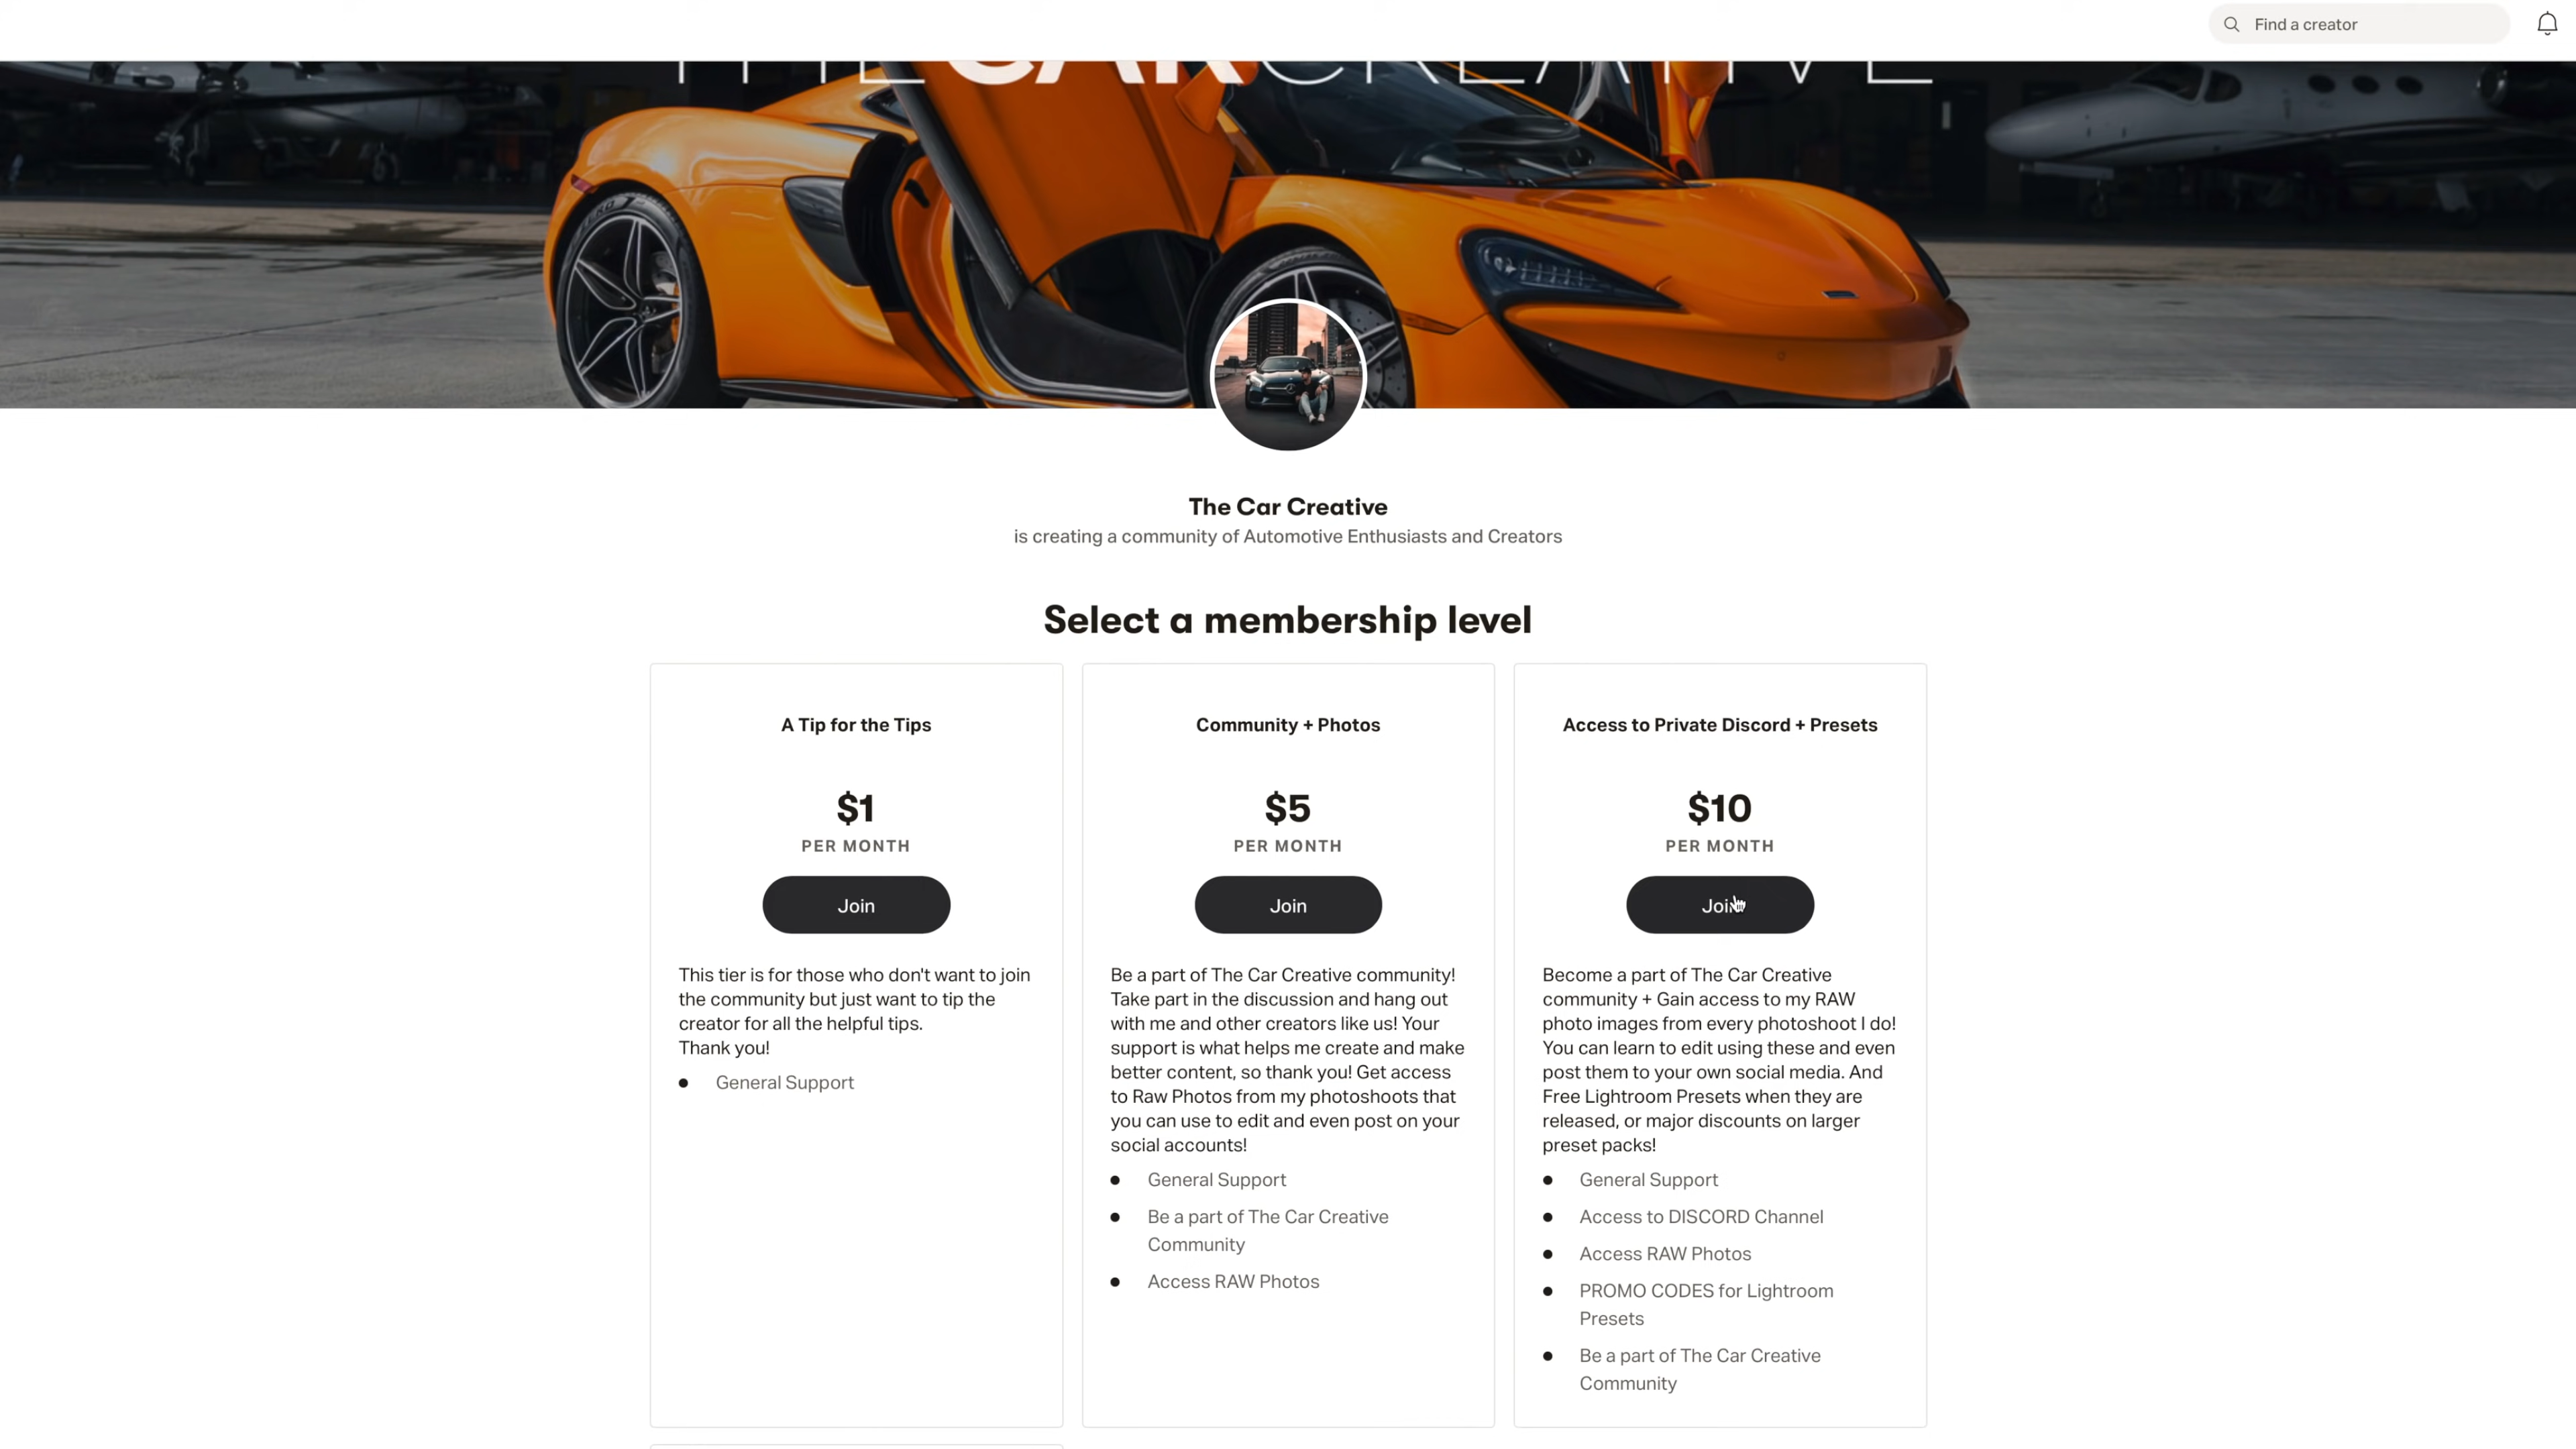 Find a creator
THE CAR CREATIVE
The Car Creative
is creating a community of Automotive Enthusiasts and Creators
Select a membership level
A Tip for the Tips
$1
PER MONTH
Join
This tier is for those who don't want to join
the community but just want to tip the
creator for all the helpful tips.
Thank you!
General Support
Community + Photos
$5
PER MONTH
Join
Be a part of The Car Creative community!
Take part in the discussion and hang out
with me and other creators like us! Your
support is what helps me create and make
better content, so thank you! Get access
to Raw Photos from my photoshoots that
you can use to edit and even post on your
social accounts!
General Support
Be a part of The Car Creative
Community
Access RAW Photos
Access to Private Discord + Presets
$10
PER MONTH
Join
Become a part of The Car Creative
community + Gain access to my RAW
photo images from every photoshoot I do!
You can learn to edit using these and even
post them to your own social media. And
Free Lightroom Presets when they are
released, or major discounts on larger
preset packs!
General Support
Access to DISCORD Channel
Access RAW Photos
PROMO CODES for Lightroom
Presets
Be a part of The Car Creative
Community